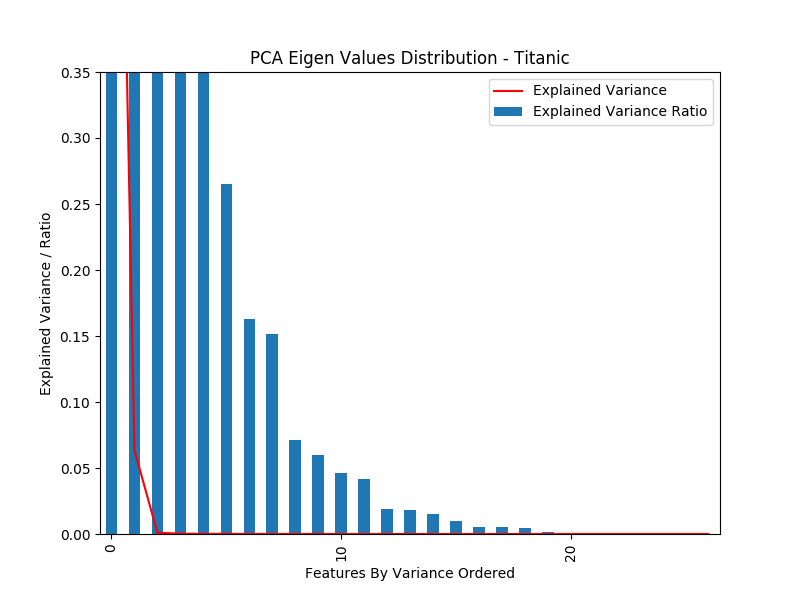 PCA Eigen Values Distribution - Titanic
Explained Variance
Explained Variance Ratio
0.35
0.30
0.25
0.20
0.15
0.10
0.05
0.00
Explained Variance / Ratio
0
10
20
Features By Variance Ordered